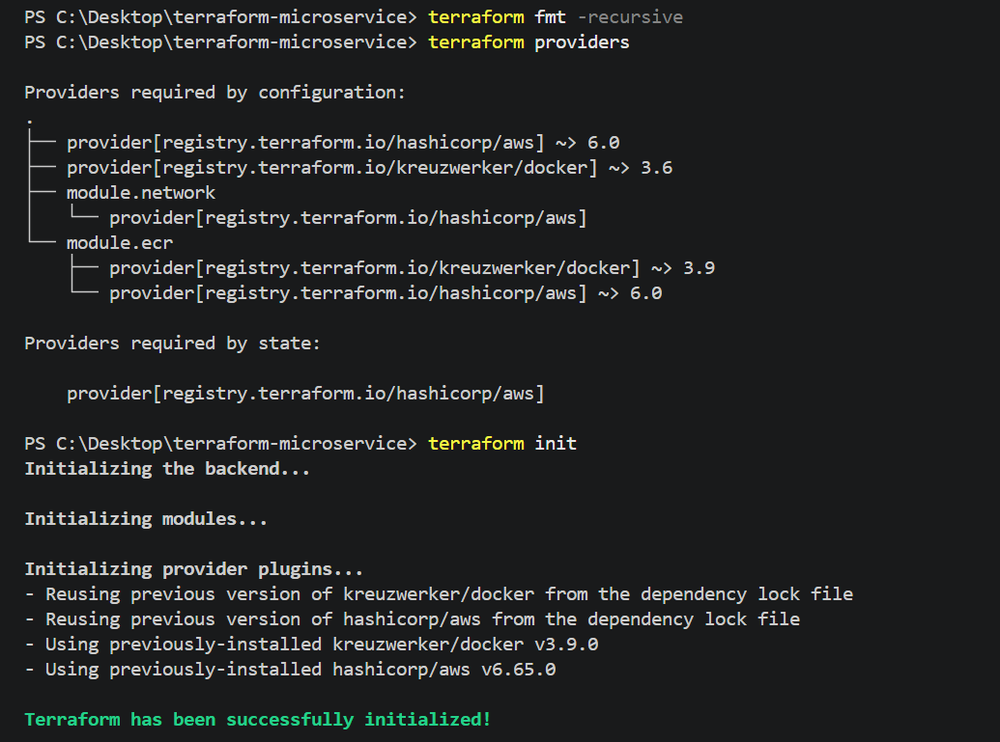 PS C:\Desktop\terraform-microservice> terraform fmt -recursive
PS C:\Desktop\terraform-microservice> terraform providers
Providers required by configuration:
.
├── provider[registry.terraform.io/hashicorp/aws] ~> 6.0
├── provider[registry.terraform.io/kreuzwerker/docker] ~> 3.6
├── module.network
│   └── provider[registry.terraform.io/hashicorp/aws]
└── module.ecr
    ├── provider[registry.terraform.io/kreuzwerker/docker] ~> 3.9
    └── provider[registry.terraform.io/hashicorp/aws] ~> 6.0
Providers required by state:
    provider[registry.terraform.io/hashicorp/aws]
PS C:\Desktop\terraform-microservice> terraform init
Initializing the backend...
Initializing modules...
Initializing provider plugins...
- Reusing previous version of kreuzwerker/docker from the dependency lock file
- Reusing previous version of hashicorp/aws from the dependency lock file
- Using previously-installed kreuzwerker/docker v3.9.0
- Using previously-installed hashicorp/aws v6.65.0
Terraform has been successfully initialized!